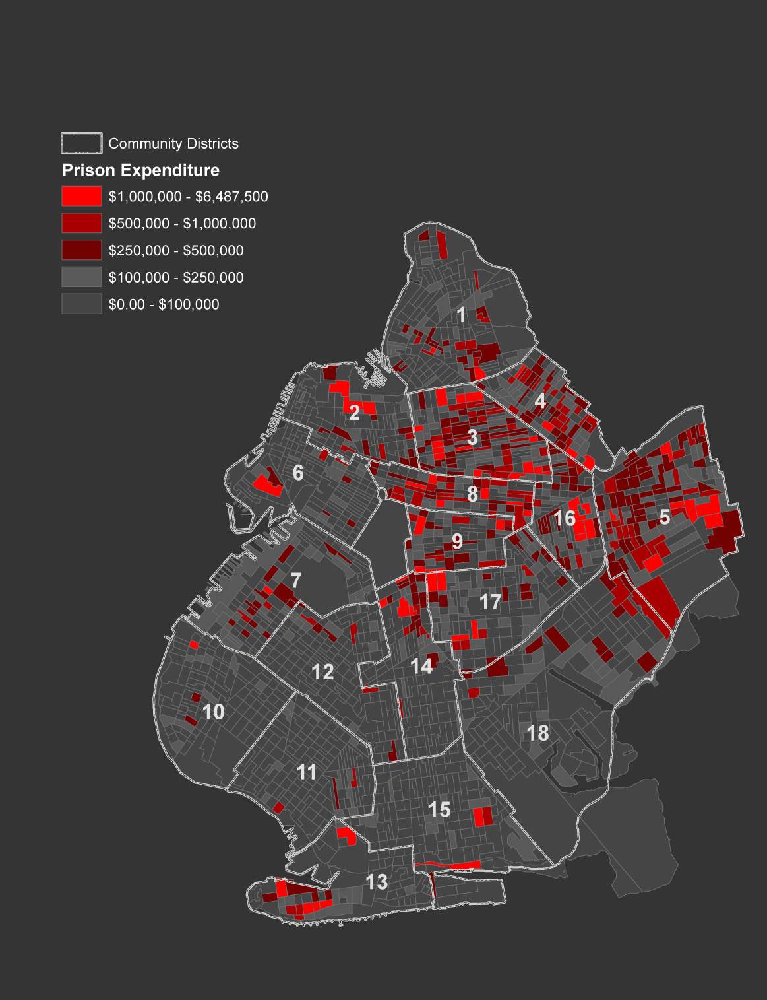 Community Districts
Prison Expenditure
$1,000,000 - $6,487,500
$500,000 - $1,000,000
$250,000 - $500,000
$100,000 - $250,000
$0.00 - $100,000
1
4
2
3
6
8
5
16
9
7
17
14
12
10
18
11
15
13